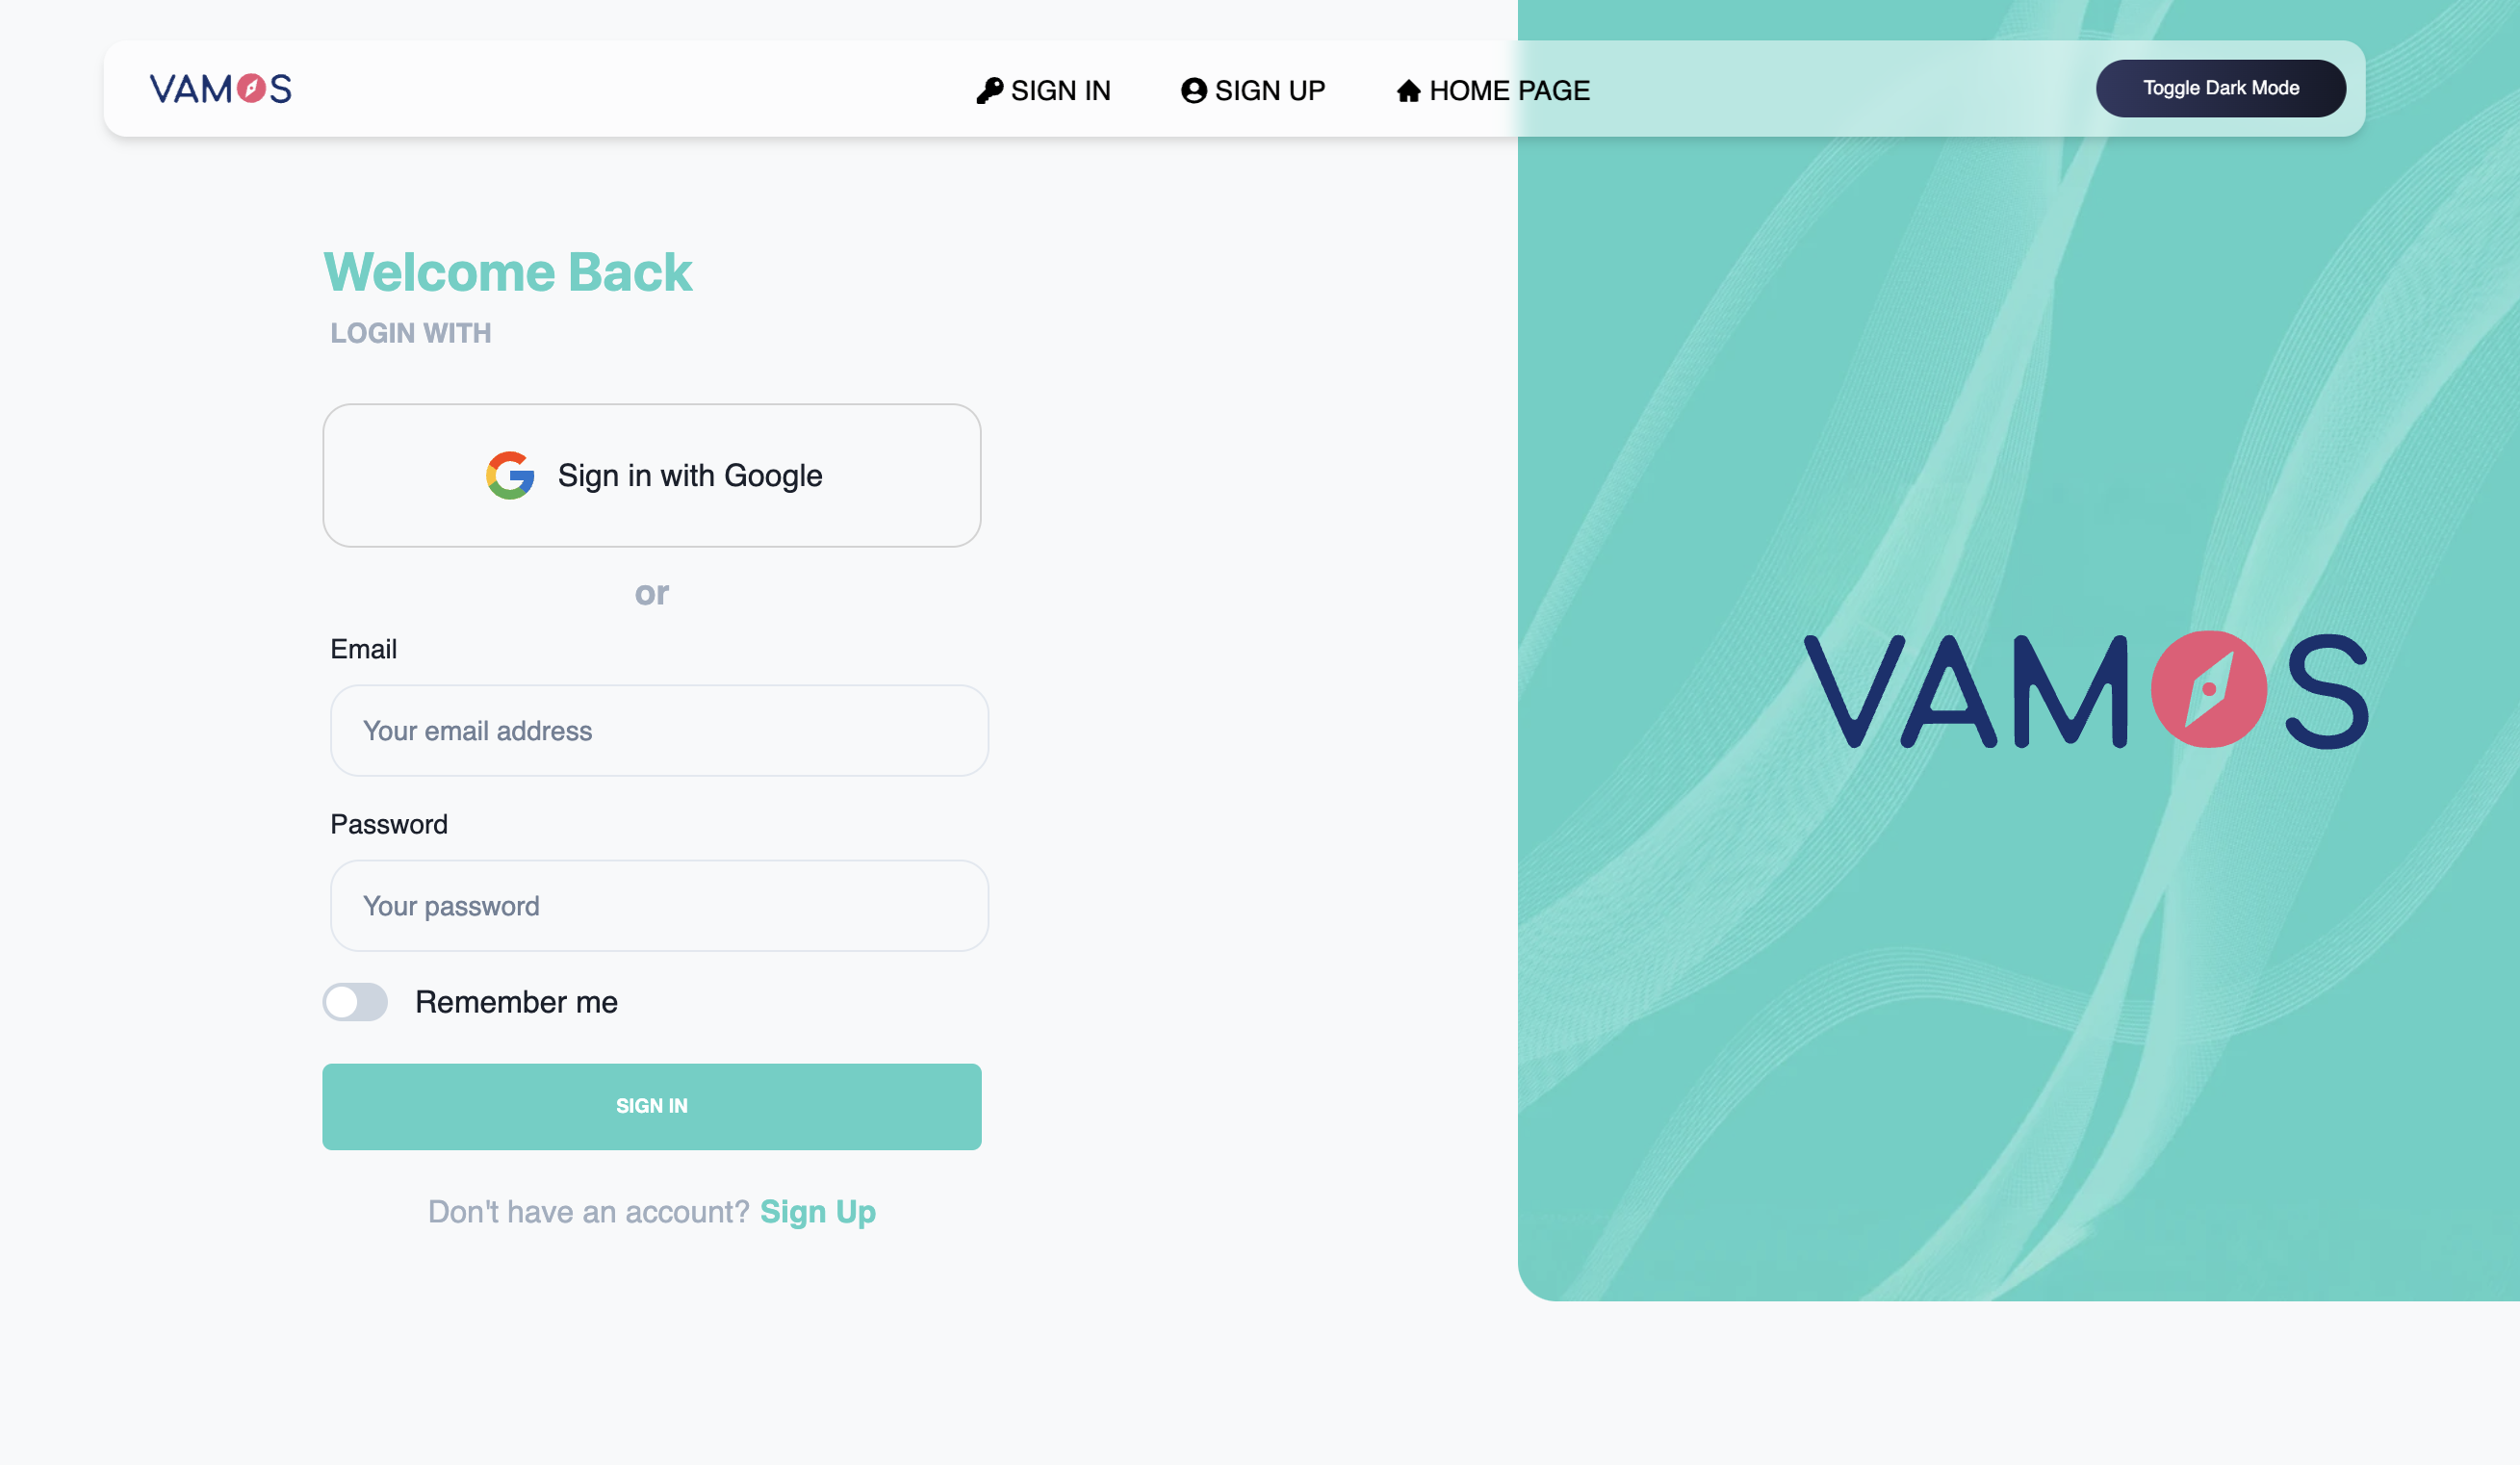 VAMOS
SIGN IN
SIGN UP
HOME PAGE
Toggle Dark Mode
Welcome Back
LOGIN WITH
Sign in with Google
or
Email
Your email address
Password
Your password
Remember me
SIGN IN
Don't have an account? Sign Up
VAMOS